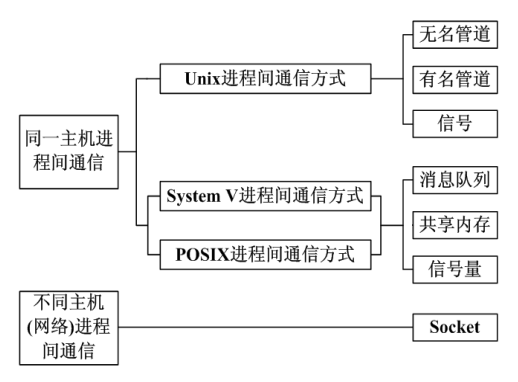 无名管道
Unix进程间通信方式
有名管道
信号
同一主机进
程间通信
System V进程间通信方式
消息队列
共享内存
POSIX进程间通信方式
信号量
不同主机
(网络)进程
间通信
Socket